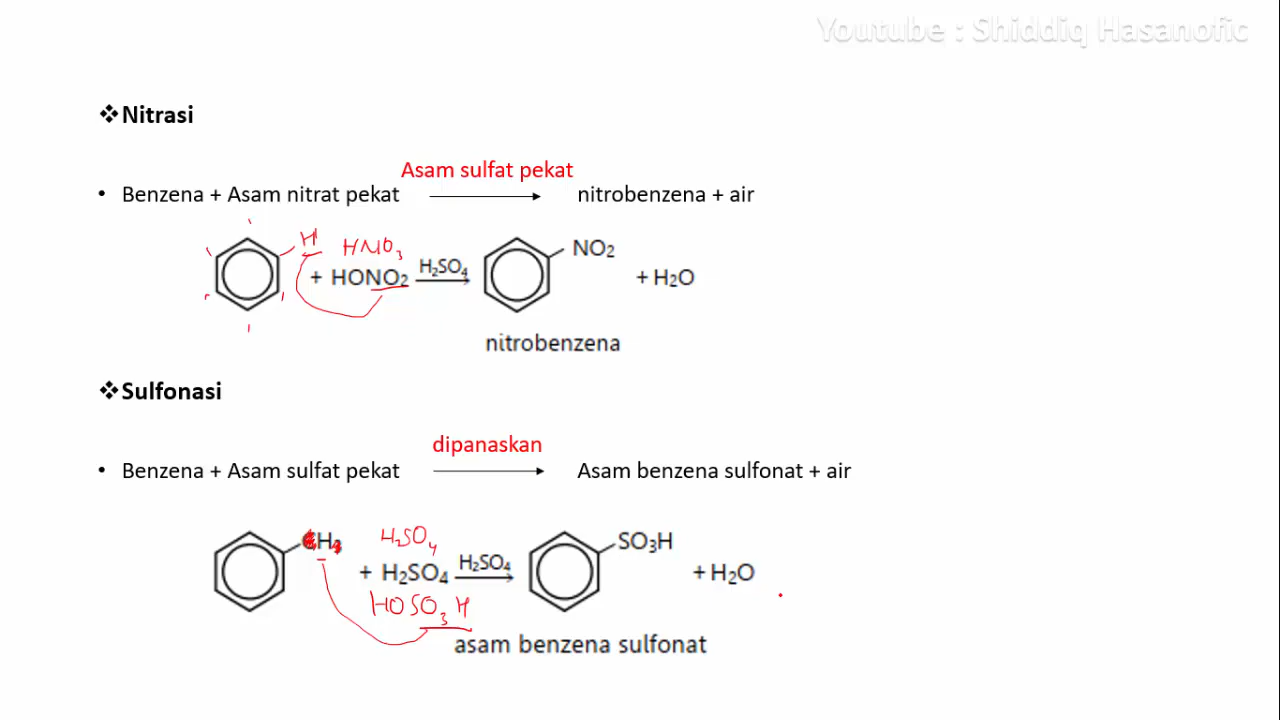 Youtube : Shiddiq Hasanofic
❖Nitrasi
Asam sulfat pekat
• Benzena + Asam nitrat pekat nitrobenzena + air
H HNO₃ NO₂
+ HONO₂ H₂SO₄ + H₂O
nitrobenzena
❖Sulfonasi
dipanaskan
• Benzena + Asam sulfat pekat Asam benzena sulfonat + air
H H₂SO₄ SO₃H
+ H₂SO₄ H₂SO₄ + H₂O
HOSO₃H
asam benzena sulfonat